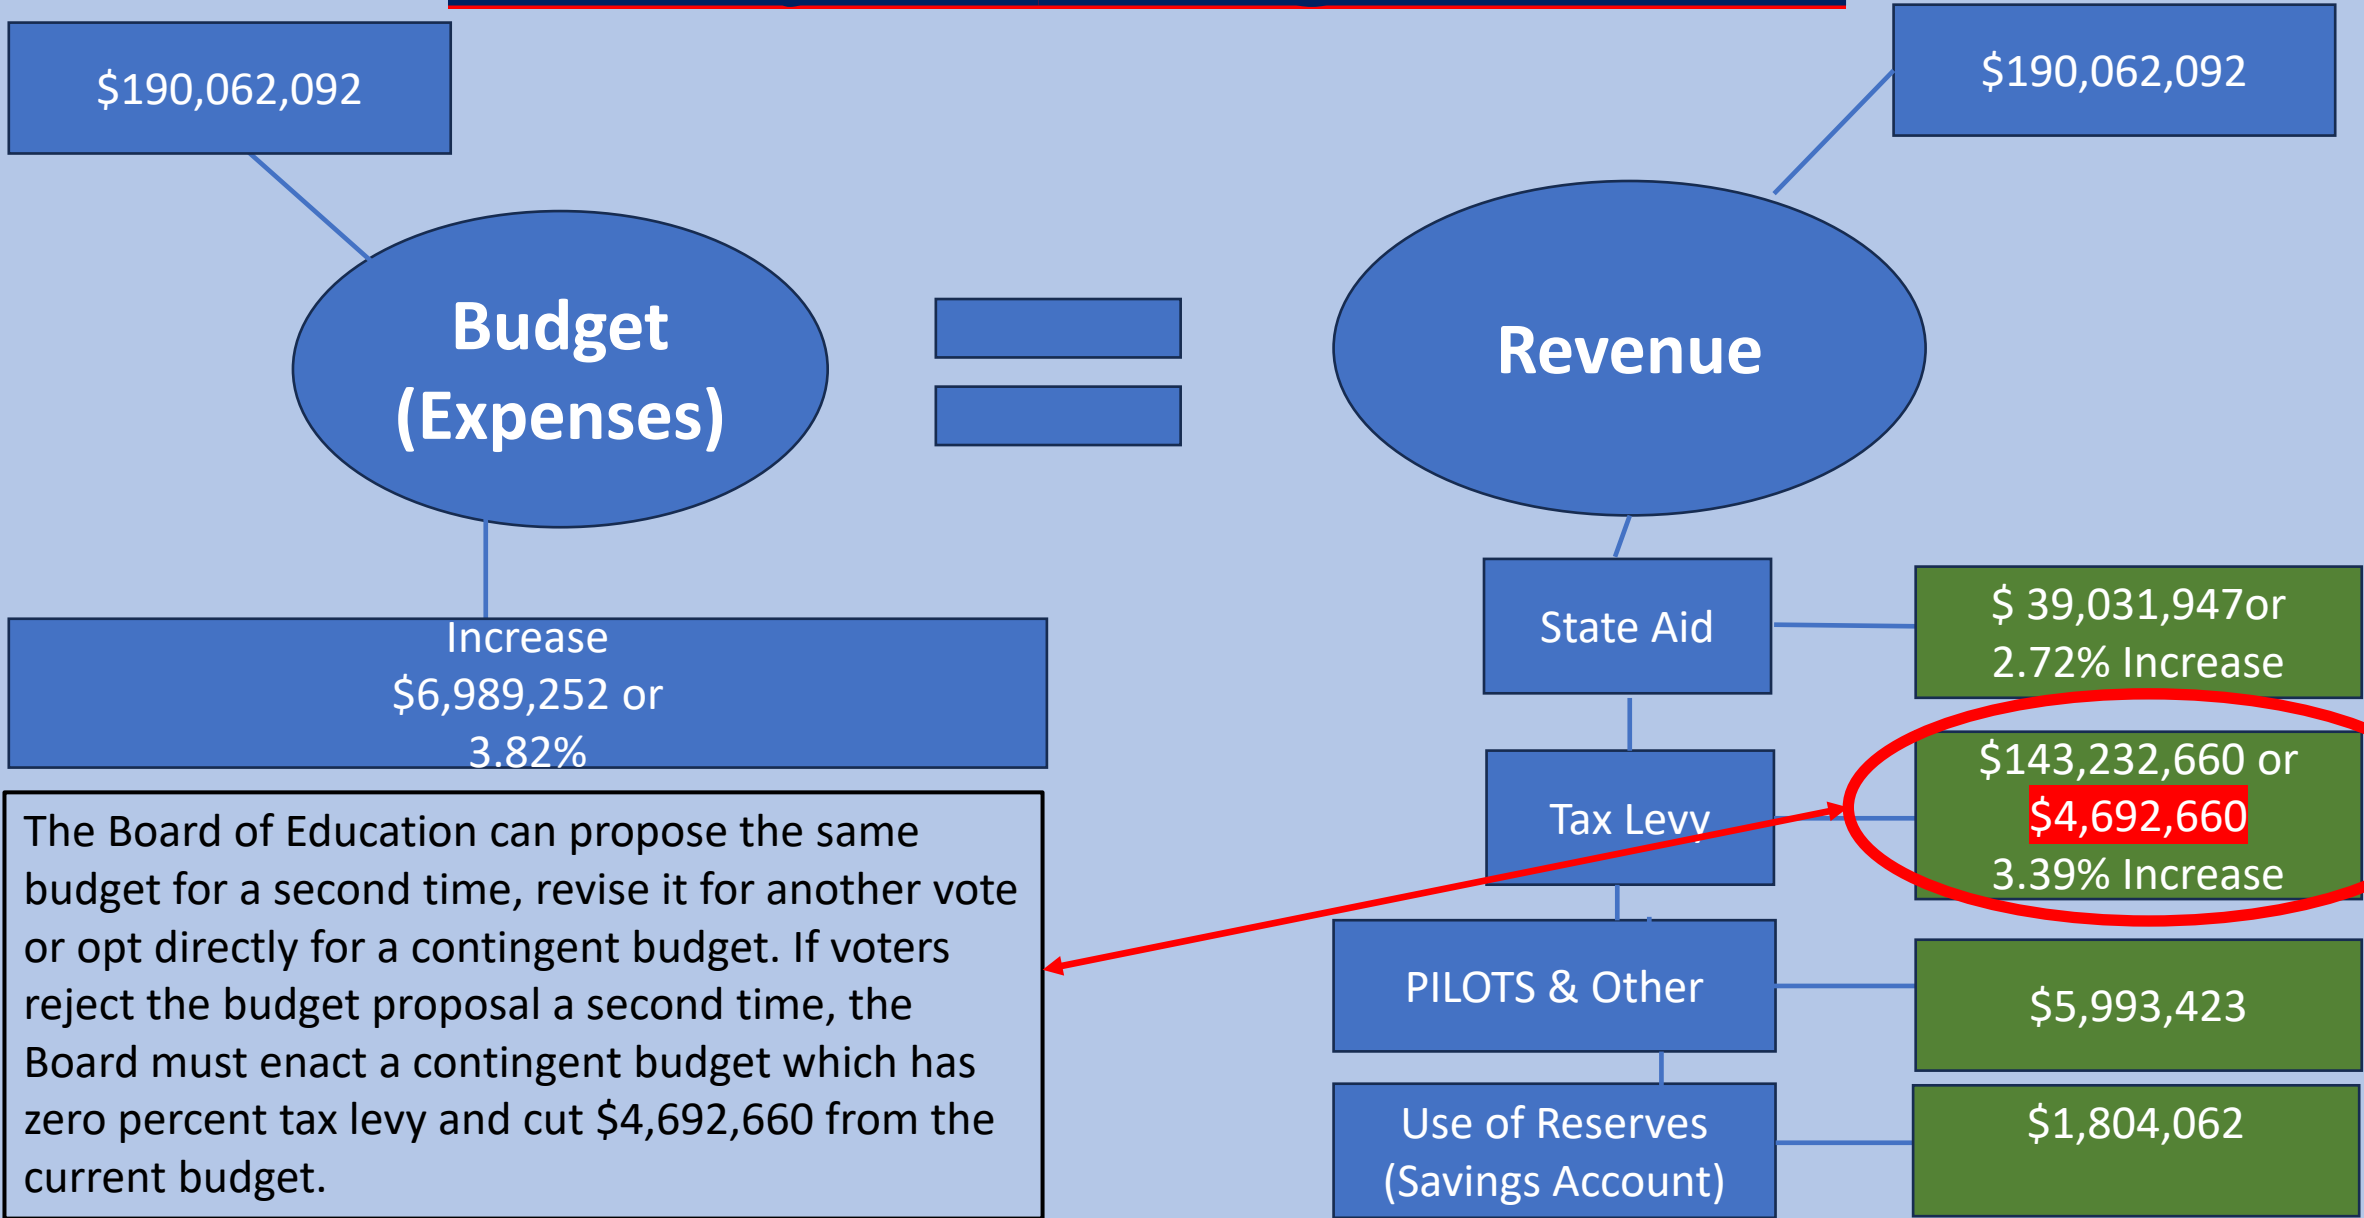 $190,062,092
$190,062,092
Budget
(Expenses)
Revenue
Increase
$6,989,252 or
3.82%
State Aid
$ 39,031,947or
2.72% Increase
Tax Levy
$143,232,660 or
$4,692,660
3.39% Increase
PILOTS & Other
$5,993,423
Use of Reserves
(Savings Account)
$1,804,062
The Board of Education can propose the same
budget for a second time, revise it for another vote
or opt directly for a contingent budget. If voters
reject the budget proposal a second time, the
Board must enact a contingent budget which has
zero percent tax levy and cut $4,692,660 from the
current budget.